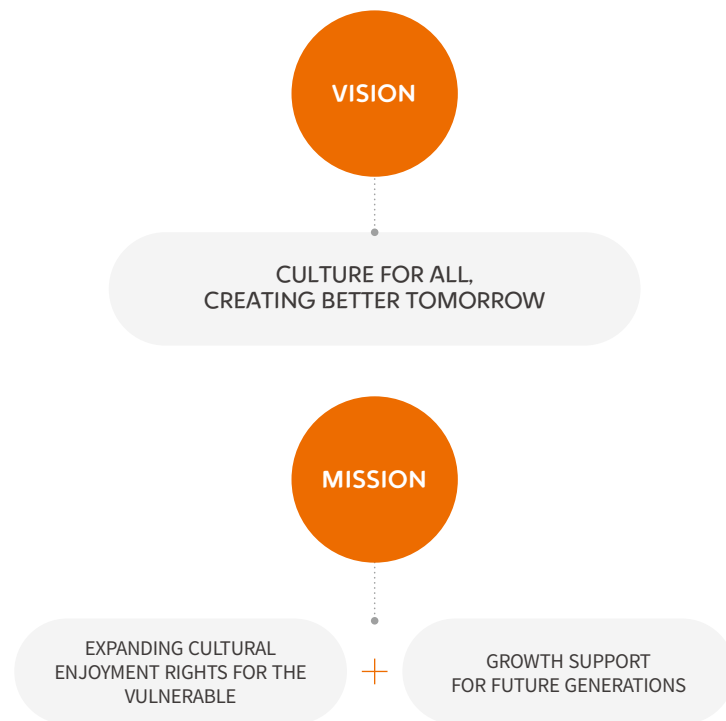 VISION
CULTURE FOR ALL,
CREATING BETTER TOMORROW
MISSION
EXPANDING CULTURAL
ENJOYMENT RIGHTS FOR THE
VULNERABLE
+
GROWTH SUPPORT
FOR FUTURE GENERATIONS